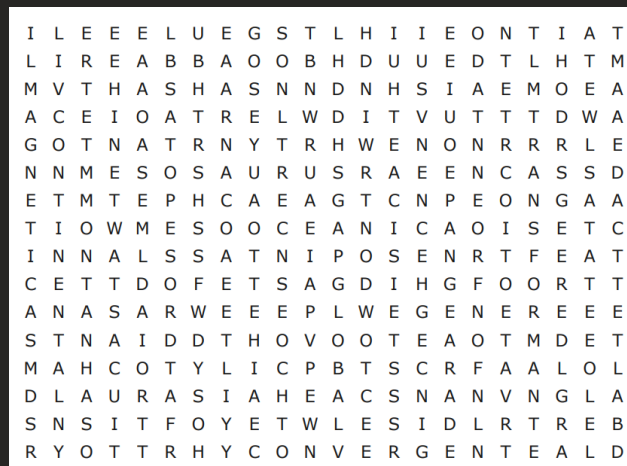 I L E E E L U E G S T L H I I E O N T I A T
L I R E A B B A O O B H D U U E D T L H T M
M V T H A S H A S N N D N H S I A E M O E A
A C E I O A T R E L W D I T V U T T T D W A
G O T N A T R N Y T R H W E N O N R R R L E
N N M E S O S A U R U S R A E E N C A S S D
E T M T E P H C A E A G T C N P E O N G A A
T I O W M E S O O C E A N I C A O I S E T C
I N N A L S S A T N I P O S E N R T F E A T
C E T T D O F E T S A G D I H G F O O R T T
A N A S A R W E E E P L W E G E N E R E E E
S T N A I D D T H O V O O T E A O T M D E T
M A H C O T Y L I C P B T S C R F A A L O L
D L A U R A S I A H E A C S N A N V N G L A
S N S I T F O Y E T W L E S I D L R T R E B
R Y O T T R H Y C O N V E R G E N T E A L D